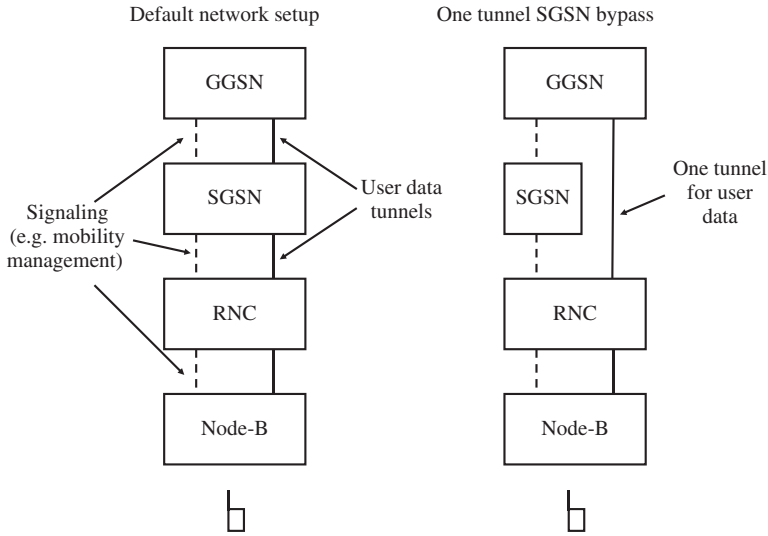 Default network setup
One tunnel SGSN bypass
GGSN
SGSN
RNC
Node-B
Signaling
(e.g. mobility
management)
User data
tunnels
GGSN
SGSN
RNC
Node-B
One tunnel
for user
data